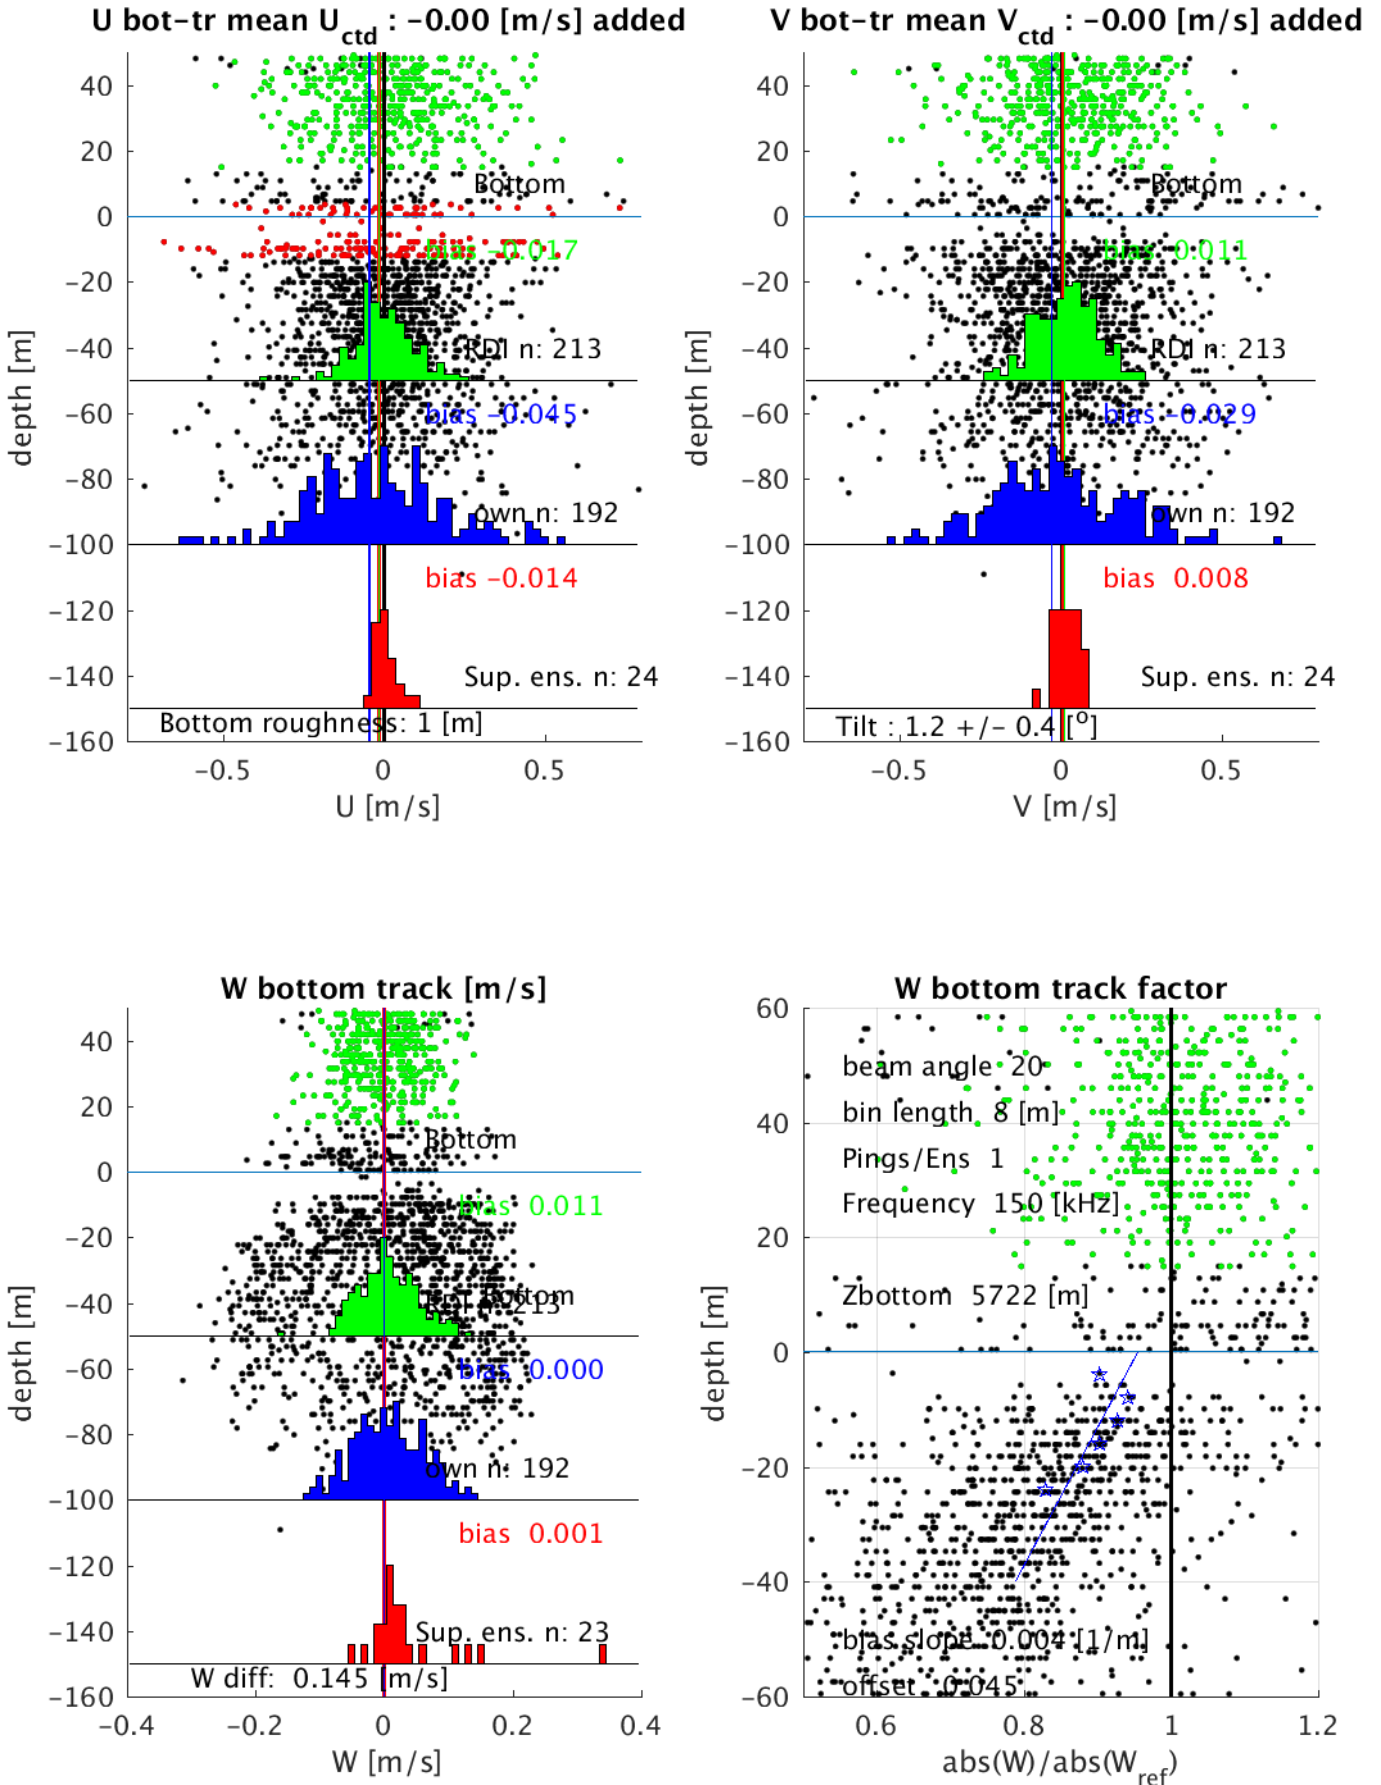 U bot-tr mean U_ctd : −0.00 [m/s] added
40
20
0
−20
−40
−60
−80
−100
−120
−140
−160
depth [m]
Bottom
bias −0.017
RDI n: 213
bias −0.045
own n: 192
bias −0.014
Sup. ens. n: 24
Bottom roughness: 1 [m]
−0.5
0
0.5
U [m/s]
V bot-tr mean V_ctd : −0.00 [m/s] added
40
20
0
−20
−40
−60
−80
−100
−120
−140
−160
depth [m]
Bottom
bias 0.011
RDI n: 213
bias −0.029
own n: 192
bias 0.008
Sup. ens. n: 24
Tilt : 1.2 +/− 0.4 [o]
−0.5
0
0.5
V [m/s]
W bottom track [m/s]
40
20
0
−20
−40
−60
−80
−100
−120
−140
−160
depth [m]
Bottom
bias 0.011
Bottom
RDI n: 213
bias 0.000
own n: 192
bias 0.001
Sup. ens. n: 23
W diff: 0.145 [m/s]
−0.4
−0.2
0
0.2
0.4
W [m/s]
W bottom track factor
60
40
20
0
−20
−40
−60
depth [m]
beam angle 20
bin length 8 [m]
Pings/Ens 1
Frequency 150 [kHz]
Zbottom 5722 [m]
bias slope 0.004 [1/m]
offset 0.045
0.6
0.8
1
1.2
abs(W)/abs(W_ref)